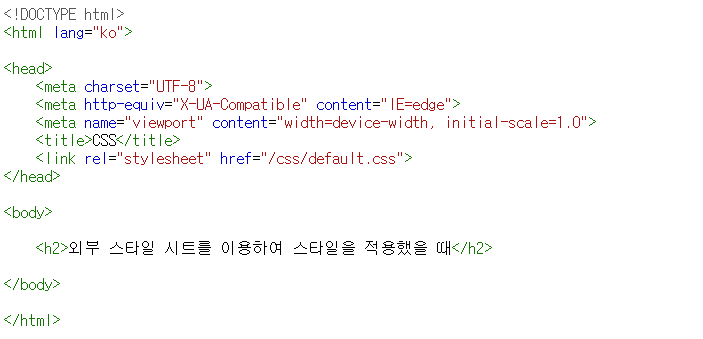 <!DOCTYPE html>
<html lang="ko">
<head>
<meta charset="UTF-8">
<meta http-equiv="X-UA-Compatible" content="IE=edge">
<meta name="viewport" content="width=device-width, initial-scale=1.0">
<title>CSS</title>
<link rel="stylesheet" href="/css/default.css">
</head>
<body>
<h2>외부 스타일 시트를 이용하여 스타일을 적용했을 때</h2>
</body>
</html>